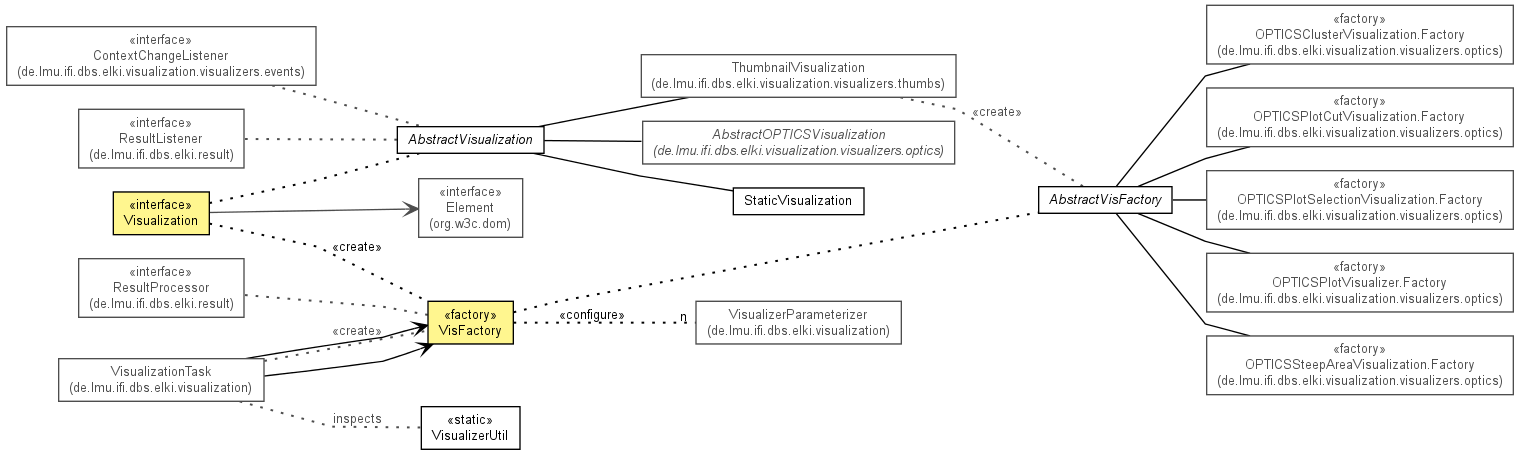 «interface»
ContextChangeListener
(de.lmu.ifi.dbs.elki.visualization.visualizers.events)
«interface»
ResultListener
(de.lmu.ifi.dbs.elki.result)
«interface»
Visualization
«interface»
ResultProcessor
(de.lmu.ifi.dbs.elki.result)
VisualizationTask
(de.lmu.ifi.dbs.elki.visualization)
«create»
«create»
inspects
AbstractVisualization
«interface»
Element
(org.w3c.dom)
«factory»
VisFactory
«static»
VisualizerUtil
«configure»
n
ThumbnailVisualization
(de.lmu.ifi.dbs.elki.visualization.visualizers.thumbs)
AbstractOPTICSVisualization
(de.lmu.ifi.dbs.elki.visualization.visualizers.optics)
StaticVisualization
VisualizerParameterizer
(de.lmu.ifi.dbs.elki.visualization)
«create»
AbstractVisFactory
«factory»
OPTICSClusterVisualization.Factory
(de.lmu.ifi.dbs.elki.visualization.visualizers.optics)
«factory»
OPTICSPlotCutVisualization.Factory
(de.lmu.ifi.dbs.elki.visualization.visualizers.optics)
«factory»
OPTICSPlotSelectionVisualization.Factory
(de.lmu.ifi.dbs.elki.visualization.visualizers.optics)
«factory»
OPTICSPlotVisualizer.Factory
(de.lmu.ifi.dbs.elki.visualization.visualizers.optics)
«factory»
OPTICSSteepAreaVisualization.Factory
(de.lmu.ifi.dbs.elki.visualization.visualizers.optics)